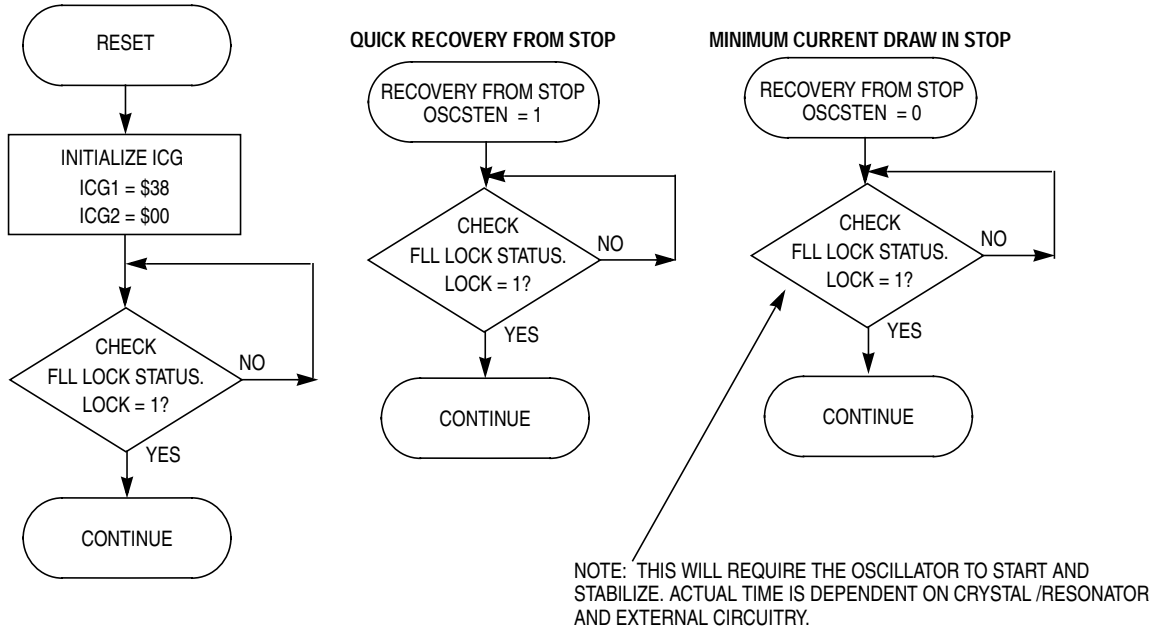 RESET
INITIALIZE ICG
ICG1 = $38
ICG2 = $00
CHECK
FLL LOCK STATUS.
LOCK = 1?
NO
YES
CONTINUE
QUICK RECOVERY FROM STOP
RECOVERY FROM STOP
OSCSTEN = 1
CHECK
FLL LOCK STATUS.
LOCK = 1?
NO
YES
CONTINUE
MINIMUM CURRENT DRAW IN STOP
RECOVERY FROM STOP
OSCSTEN = 0
CHECK
FLL LOCK STATUS.
LOCK = 1?
NO
YES
CONTINUE
NOTE: THIS WILL REQUIRE THE OSCILLATOR TO START AND
STABILIZE. ACTUAL TIME IS DEPENDENT ON CRYSTAL /RESONATOR
AND EXTERNAL CIRCUITRY.